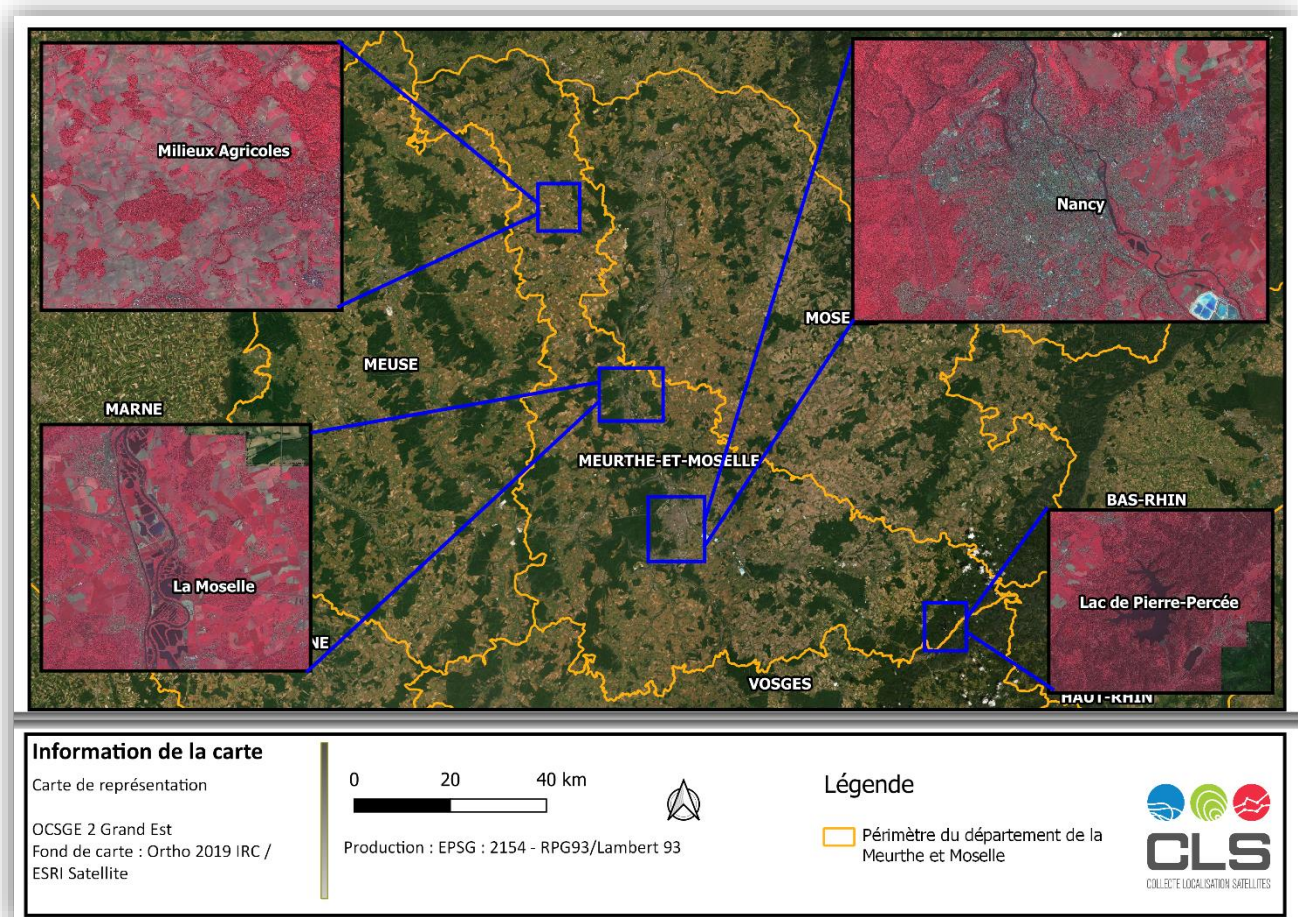 Milieux Agricoles
Nancy
MOSE
MEUSE
MARNE
MEURTHE-ET-MOSELLE
BAS-RHIN
La Moselle
Lac de Pierre-Percée
NE
VOSGES
HAUT-RHIN
Information de la carte
Carte de représentation
OCSGE 2 Grand Est
Fond de carte : Ortho 2019 IRC /
ESRI Satellite
0 20 40 km
Production : EPSG : 2154 - RPG93/Lambert 93
Légende
Périmètre du département de la
Meurthe et Moselle
CLS
COLLECTE LOCALISATION SATELLITES